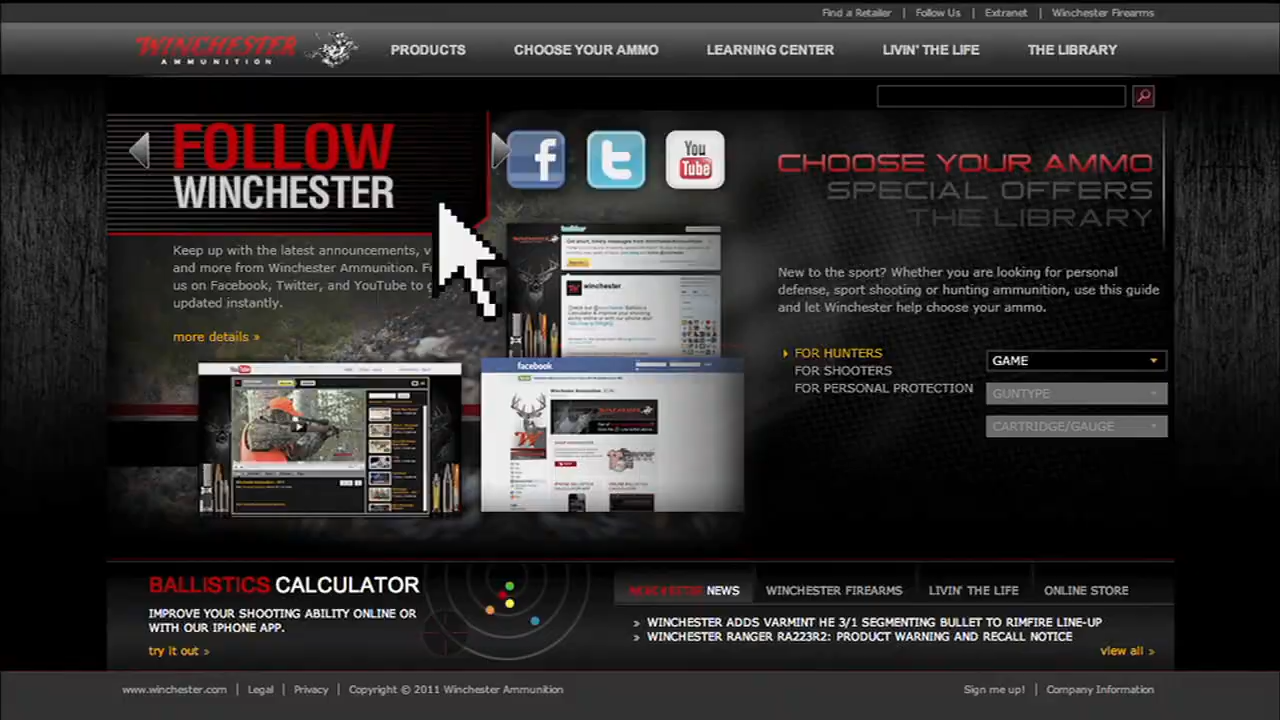 Find a Retailer | Follow Us | Extranet | Winchester Firearms
WINCHESTER
AMMUNITION
PRODUCTS
CHOOSE YOUR AMMO
LEARNING CENTER
LIVIN' THE LIFE
THE LIBRARY
FOLLOW
WINCHESTER
Keep up with the latest announcements,
and more from Winchester Ammunition.
us on Facebook, Twitter, and YouTube to
updated instantly.
more details »
f
t
You
Tube
twitter
winchester
YouTube
facebook
CHOOSE YOUR AMMO
SPECIAL OFFERS
THE LIBRARY
New to the sport? Whether you are looking for personal
defense, sport shooting or hunting ammunition, use this guide
and let Winchester help choose your ammo.
FOR HUNTERS
FOR SHOOTERS
FOR PERSONAL PROTECTION
GAME
GUNTYPE
CARTRIDGE/GAUGE
BALLISTICS CALCULATOR
IMPROVE YOUR SHOOTING ABILITY ONLINE OR
WITH OUR IPHONE APP.
try it out »
WINCHESTER NEWS
WINCHESTER FIREARMS
LIVIN' THE LIFE
ONLINE STORE
» WINCHESTER ADDS VARMINT HE 3/1 SEGMENTING BULLET TO RIMFIRE LINE-UP
» WINCHESTER RANGER RA223R2: PRODUCT WARNING AND RECALL NOTICE
view all »
www.winchester.com | Legal | Privacy | Copyright © 2011 Winchester Ammunition
Sign me up! | Company Information